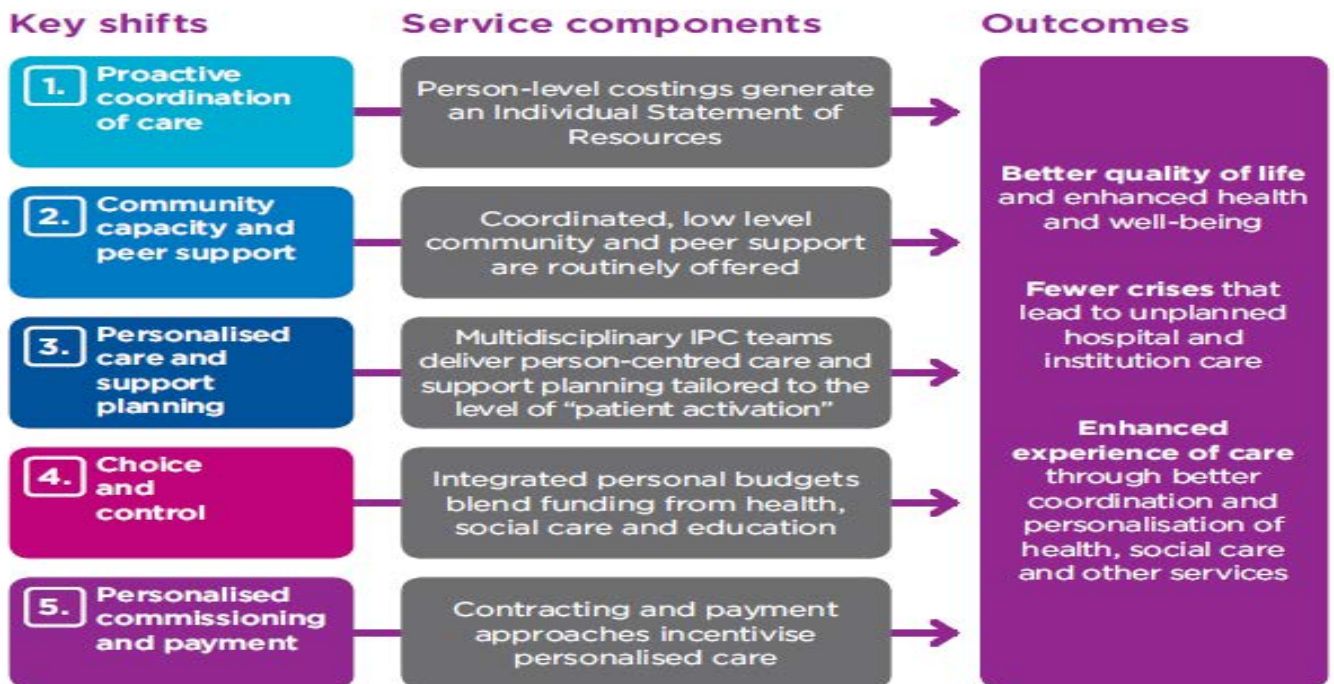 Key shifts
Service components
Outcomes
1.
Proactive
coordination
of care
Person-level costings generate
an Individual Statement of
Resources
2.
Community
capacity and
peer support
Coordinated, low level
community and peer support
are routinely offered
3.
Personalised
care and
support
planning
Multidisciplinary IPC teams
deliver person-centred care and
support planning tailored to the
level of “patient activation”
4.
Choice
and
control
Integrated personal budgets
blend funding from health,
social care and education
5.
Personalised
commissioning
and payment
Contracting and payment
approaches incentivise
personalised care
Better quality of life
and enhanced health
and well-being
Fewer crises that
lead to unplanned
hospital and
institution care
Enhanced
experience of care
through better
coordination and
personalisation of
health, social care
and other services